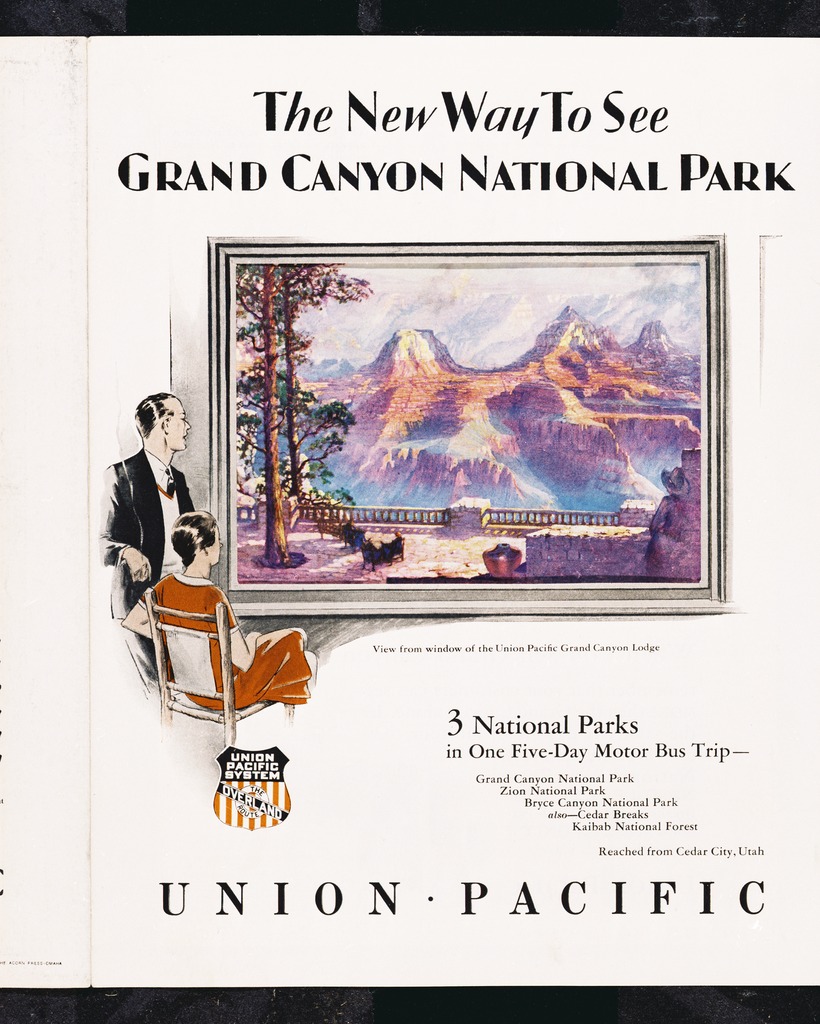 The New Way To See
GRAND CANYON NATIONAL PARK
View from window of the Union Pacific Grand Canyon Lodge
3 National Parks
in One Five-Day Motor Bus Trip—
Grand Canyon National Park
Zion National Park
Bryce Canyon National Park
also—Cedar Breaks
Kaibab National Forest
Reached from Cedar City, Utah
UNION
PACIFIC
SYSTEM
THE
OVERLAND
ROUTE
UNION · PACIFIC
ACORN PRESS-OMAHA